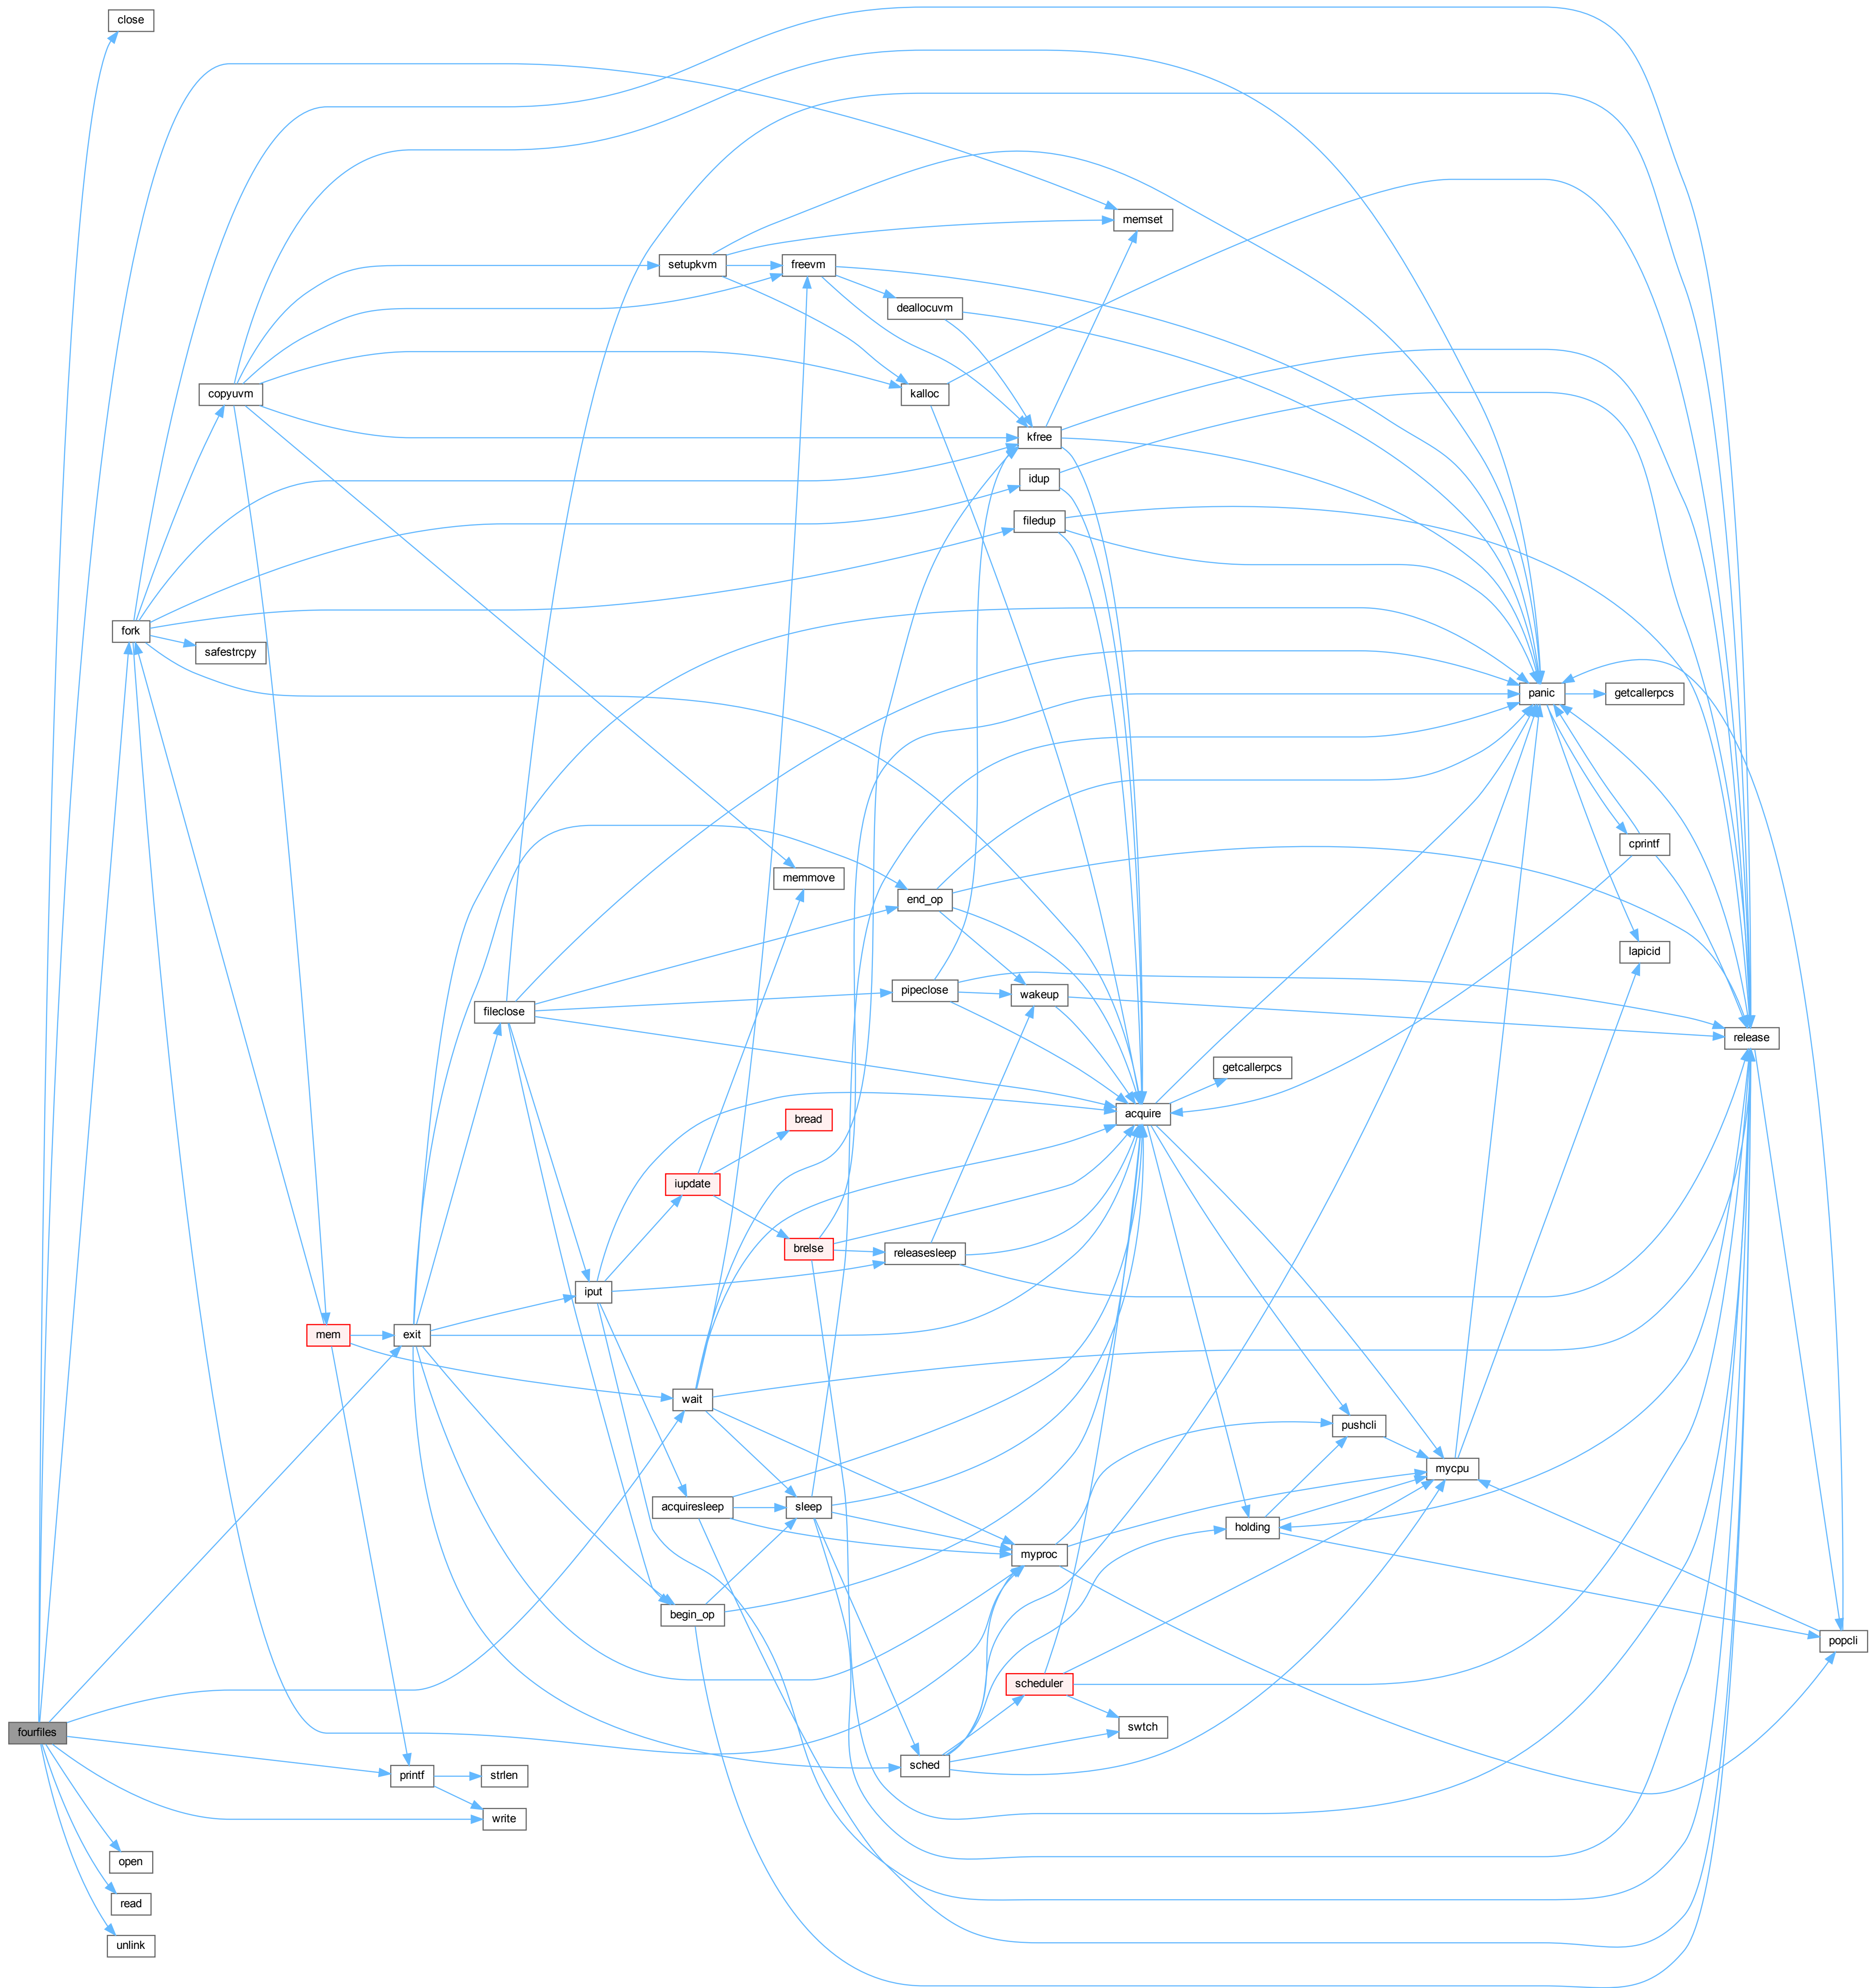 close
memset
setupkvm
freevm
deallocuvm
copyuvm
kalloc
kfree
idup
filedup
fork
safestrcpy
panic
getcallerpcs
cprintf
memmove
end_op
lapicid
pipeclose
wakeup
fileclose
release
getcallerpcs
acquire
bread
iupdate
brelse
releasesleep
iput
mem
exit
wait
pushcli
mycpu
acquiresleep
sleep
holding
myproc
begin_op
popcli
scheduler
swtch
fourfiles
sched
printf
strlen
write
open
read
unlink